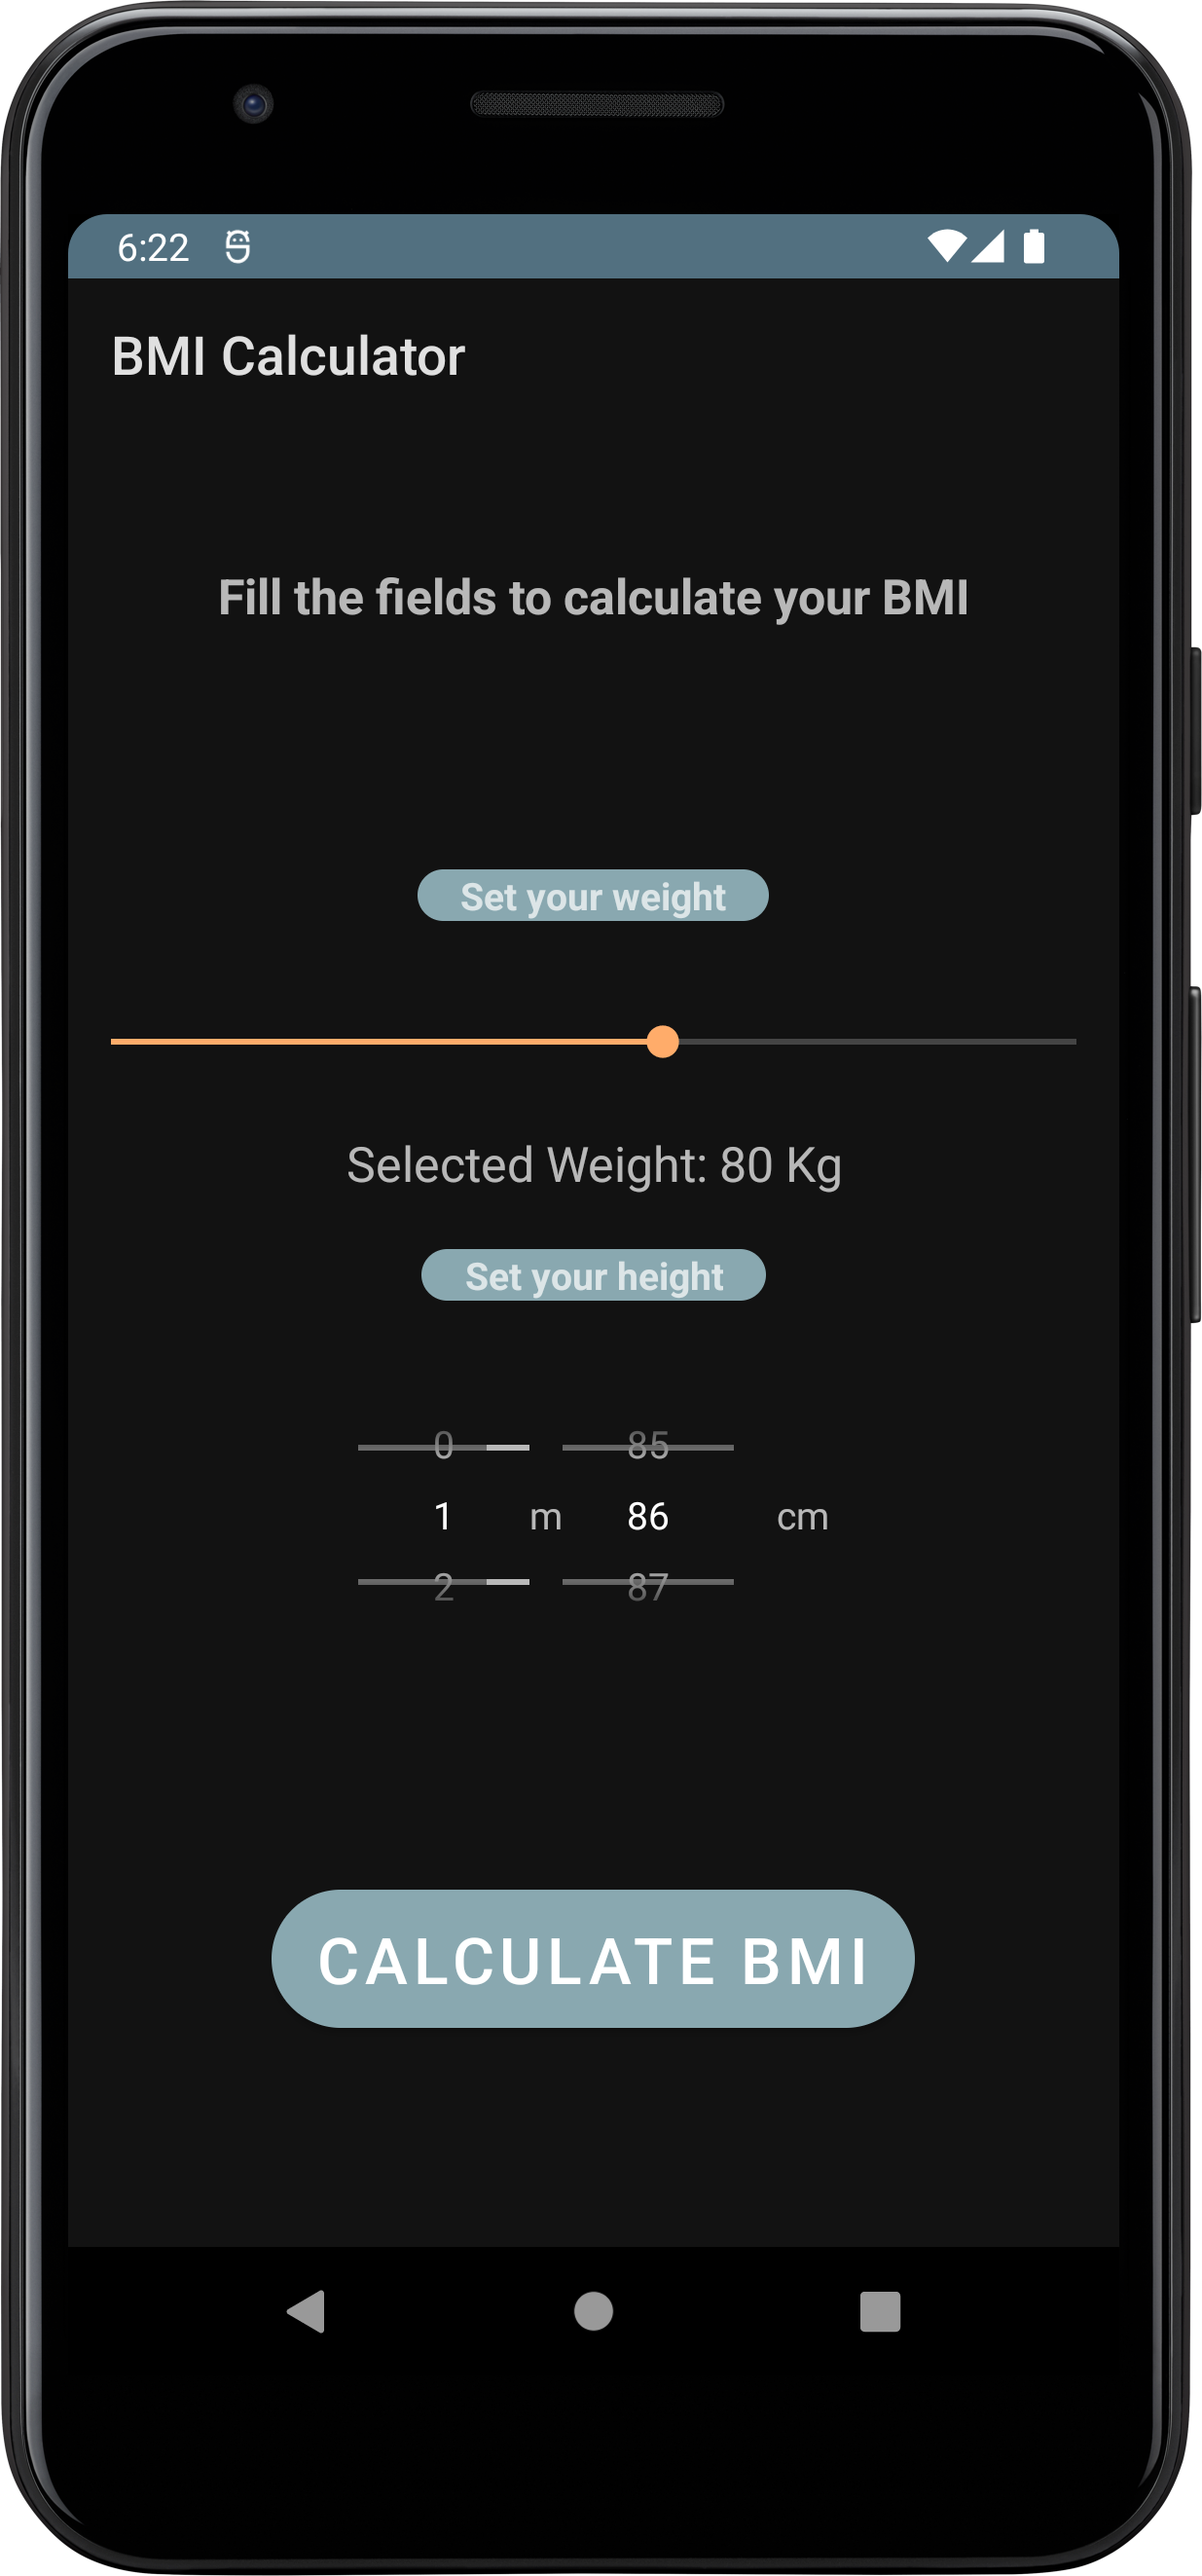 6:22
BMI Calculator
Fill the fields to calculate your BMI
Set your weight
Selected Weight: 80 Kg
Set your height
0 85
1 m 86 cm
2 87
CALCULATE BMI